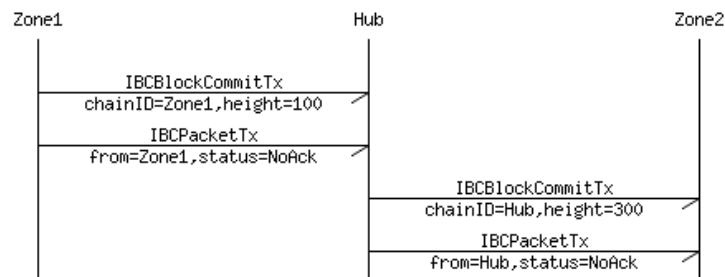 Zone1 Hub Zone2
IBCBlockCommitTx
chainID=Zone1,height=100
IBCPacketTx
from=Zone1,status=NoAck
IBCBlockCommitTx
chainID=Hub,height=300
IBCPacketTx
from=Hub,status=NoAck